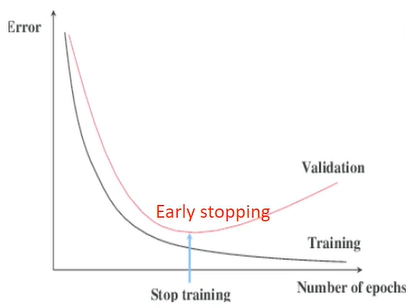 Error
Validation
Early stopping
Training
Number of epochs
Stop training